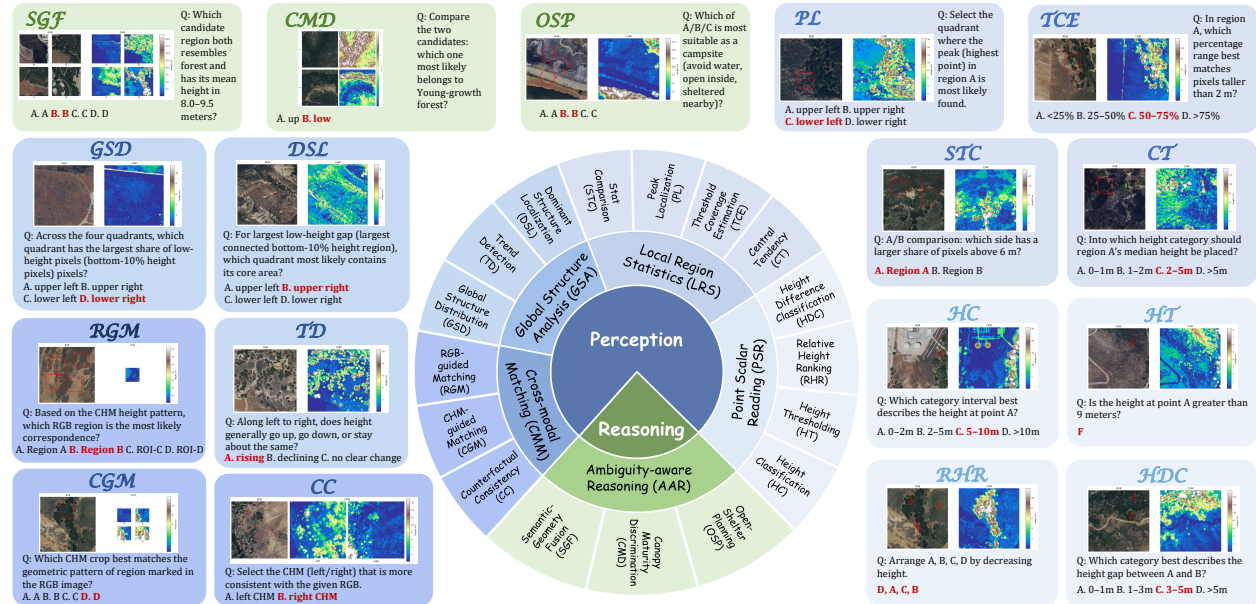 SGF
Q: Which
candidate
region both
resembles
forest and
has its mean
height in
8.0–9.5
meters?
A. A B. B C. C D. D
CMD
Q: Compare
the two
candidates:
which one
most likely
belongs to
Young-growth
forest?
A. up B. low
OSP
Q: Which of
A/B/C is most
suitable as a
campsite
(avoid water,
open inside,
sheltered
nearby)?
A. A B. B C. C
PL
Q: Select the
quadrant
where the
peak (highest
point) in
region A is
most likely
found.
A. upper left B. upper right
C. lower left D. lower right
TCE
Q: In region
A, which
percentage
range best
matches
pixels taller
than 2 m?
A. <25% B. 25–50% C. 50–75% D. >75%
GSD
Q: Across the four quadrants, which
quadrant has the largest share of low-
height pixels (bottom-10% height
pixels) pixels?
A. upper left B. upper right
C. lower left D. lower right
DSL
Q: For largest low-height gap (largest
connected bottom-10% height region),
which quadrant most likely contains
its core area?
A. upper left B. upper right
C. lower left D. lower right
RGM
Q: Based on the CHM height pattern,
which RGB region is the most likely
correspondence?
A. Region A B. Region B C. ROI-C D. ROI-D
TD
Q: Along left to right, does height
generally go up, go down, or stay
about the same?
A. rising B. declining C. no clear change
CGM
Q: Which CHM crop best matches the
geometric pattern of region marked in
the RGB image?
A. A B. B C. C D. D
CC
Q: Select the CHM (left/right) that is more
consistent with the given RGB.
A. left CHM B. right CHM
Perception
Reasoning
Global Structure
Analysis (GSA)
Local Region
Statistics (LRS)
Point Scalar
Reading (PSR)
Cross-modal
Matching (CMM)
Ambiguity-aware
Reasoning (AAR)
Counterfactual
Consistency
(CC)
CHM-
guided
Matching
(CGM)
RGB-
guided
Matching
(RGM)
Global
Structure
Distribution
(GSD)
Trend
Detection
(TD)
Dominant
Structure
Localization
(DSL)
Stat
Comparison
(STC)
Peak
Localization
(PL)
Threshold
Coverage
Estimation
(TCE)
Central
Tendency
(CT)
Height
Difference
Classification
(HDC)
Relative
Height
Ranking
(RHR)
Height
Thresholding
(HT)
Height
Classification
(HC)
Open-
Shelter
Planning
(OSP)
Canopy
Maturity
Discrimination
(CMD)
Semantic-
Geometry
Fusion
(SGF)
STC
Q: A/B comparison: which side has a
larger share of pixels above 6 m?
A. Region A B. Region B
CT
Q: Into which height category should
region A's median height be placed?
A. 0–1m B. 1–2m C. 2–5m D. >5m
HC
Q: Which category interval best
describes the height at point A?
A. 0–2m B. 2–5m C. 5–10m D. >10m
HT
Q: Is the height at point A greater than
9 meters?
F
RHR
Q: Arrange A, B, C, D by decreasing
height.
D, A, C, B
HDC
Q: Which category best describes the
height gap between A and B?
A. 0–1m B. 1–3m C. 3–5m D. >5m